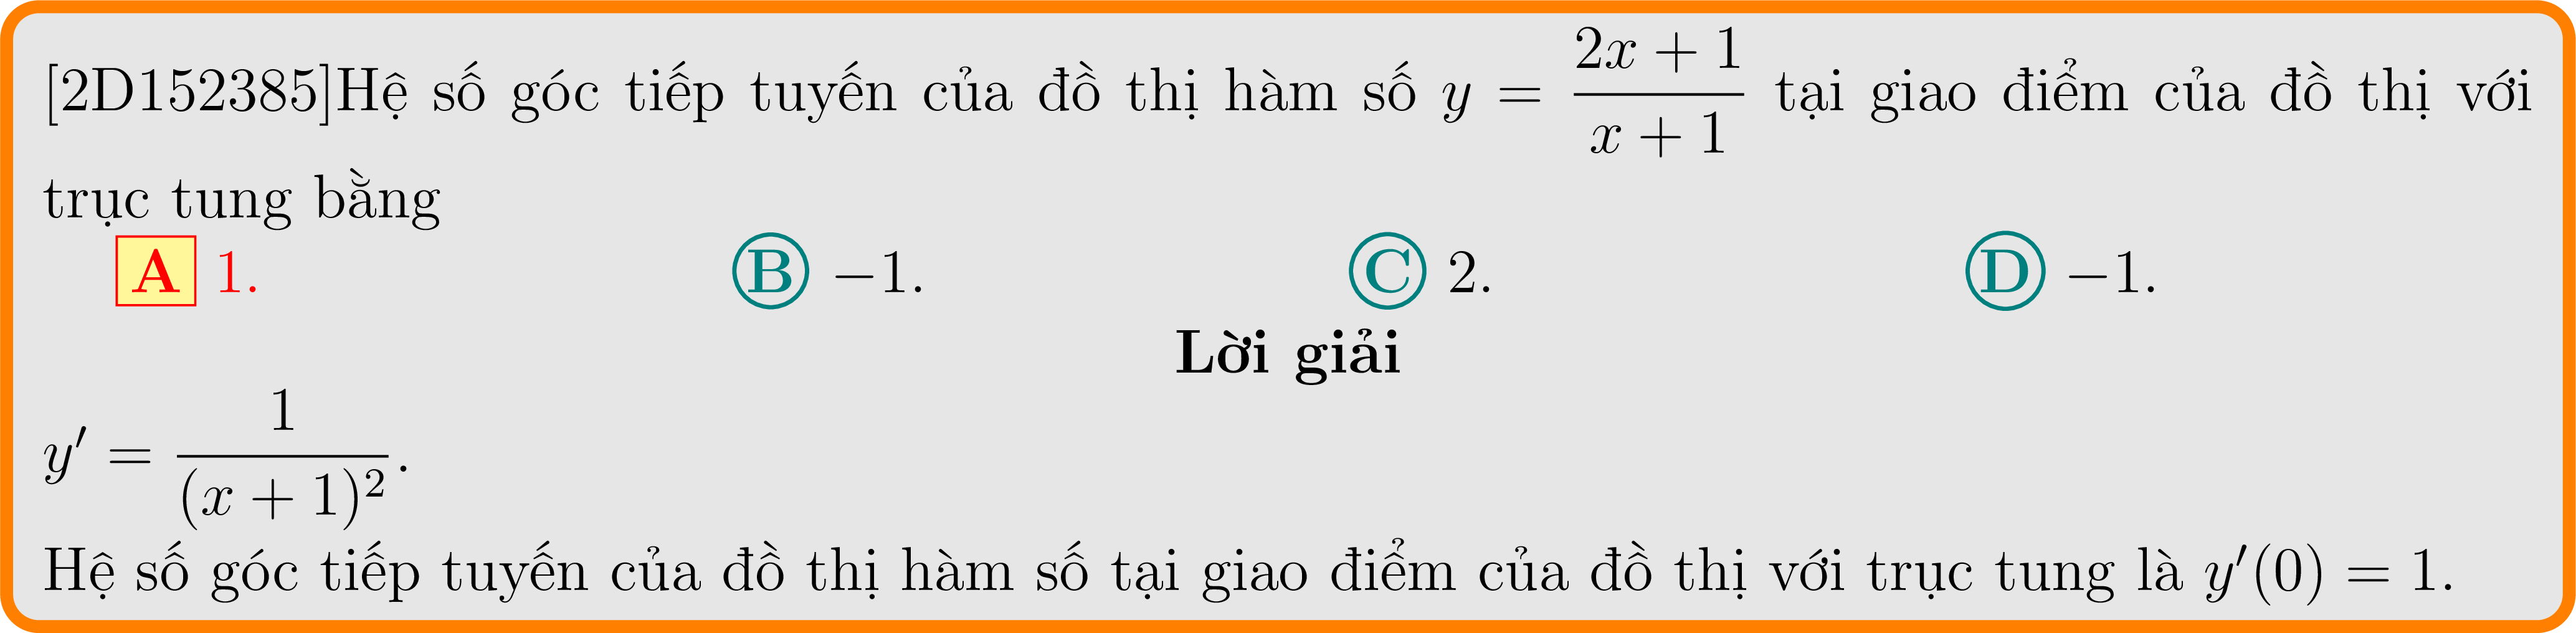 [2D152385]Hệ số góc tiếp tuyến của đồ thị hàm số $y = \dfrac{2x+1}{x+1}$ tại giao điểm của đồ thị với
trục tung bằng
A 1. B −1. C 2. D −1.
Lời giải
$y' = \dfrac{1}{(x+1)^2}$.
Hệ số góc tiếp tuyến của đồ thị hàm số tại giao điểm của đồ thị với trục tung là $y'(0) = 1$.